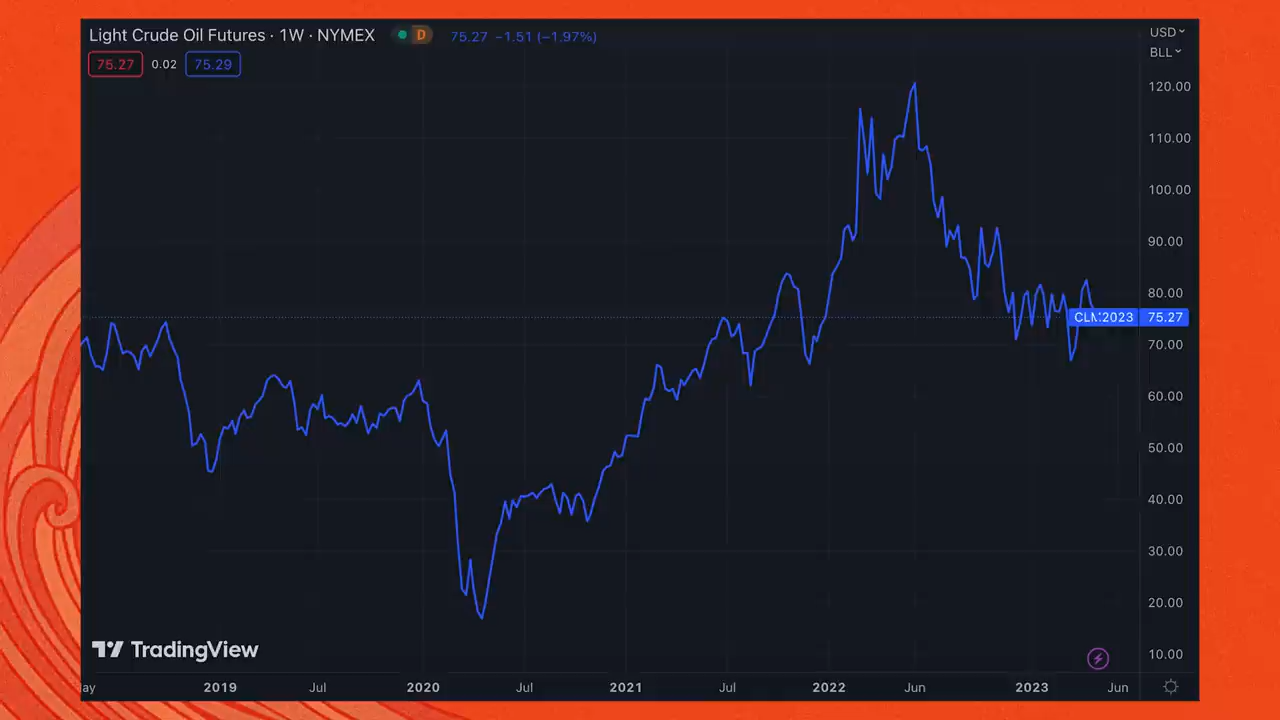 Light Crude Oil Futures · 1W · NYMEX D 75.27 −1.51 (−1.97%)
75.27 0.02 75.29
USD
BLL
120.00
110.00
100.00
90.00
80.00
CLM2023 75.27
70.00
60.00
50.00
40.00
30.00
20.00
10.00
TradingView
ay 2019 Jul 2020 Jul 2021 Jul 2022 Jun 2023 Jun